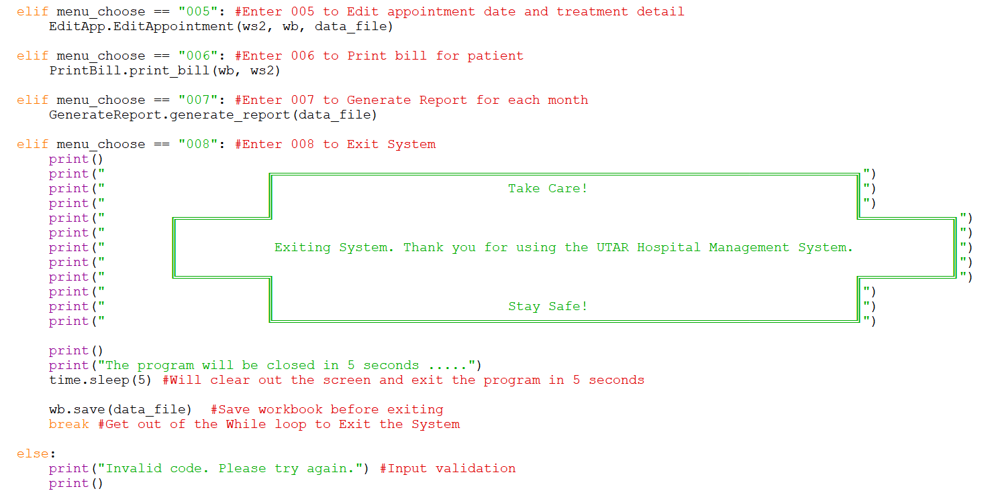 elif menu_choose == "005": #Enter 005 to Edit appointment date and treatment detail
    EditApp.EditAppointment(ws2, wb, data_file)

elif menu_choose == "006": #Enter 006 to Print bill for patient
    PrintBill.print_bill(wb, ws2)

elif menu_choose == "007": #Enter 007 to Generate Report for each month
    GenerateReport.generate_report(data_file)

elif menu_choose == "008": #Enter 008 to Exit System
    print()
    print("                    ╔════════════════════════════════════════════════════════════════════════╗")
    print("                    ║                             Take Care!                                 ║")
    print("                    ║                                                                        ║")
    print("        ╔═══════════╝                                                                        ╚═══════════╗")
    print("        ║                                                                                                ║")
    print("        ║            Exiting System. Thank you for using the UTAR Hospital Management System.            ║")
    print("        ║                                                                                                ║")
    print("        ╚═══════════╗                                                                        ╔═══════════╝")
    print("                    ║                                                                        ║")
    print("                    ║                             Stay Safe!                                 ║")
    print("                    ╚════════════════════════════════════════════════════════════════════════╝")

    print()
    print("The program will be closed in 5 seconds .....")
    time.sleep(5) #Will clear out the screen and exit the program in 5 seconds

    wb.save(data_file)  #Save workbook before exiting
    break #Get out of the While loop to Exit the System

else:
    print("Invalid code. Please try again.") #Input validation
    print()